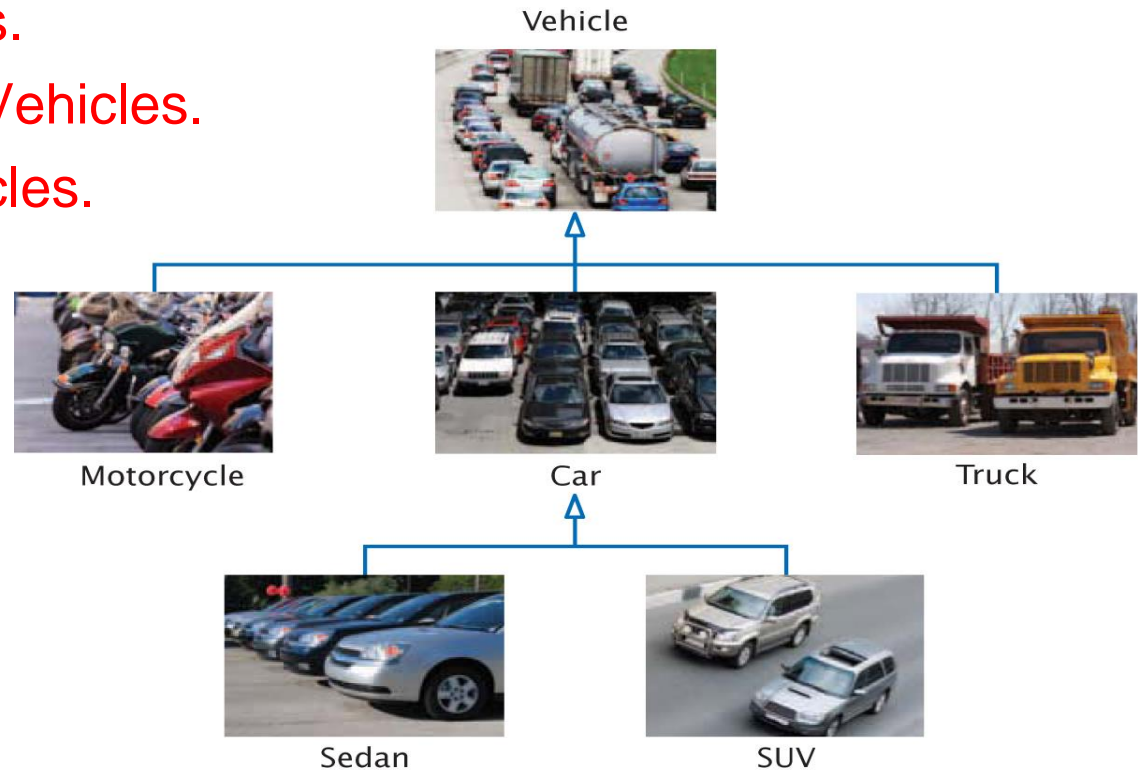 s.
Vehicles.
cles.
Vehicle
Motorcycle
Car
Truck
Sedan
SUV